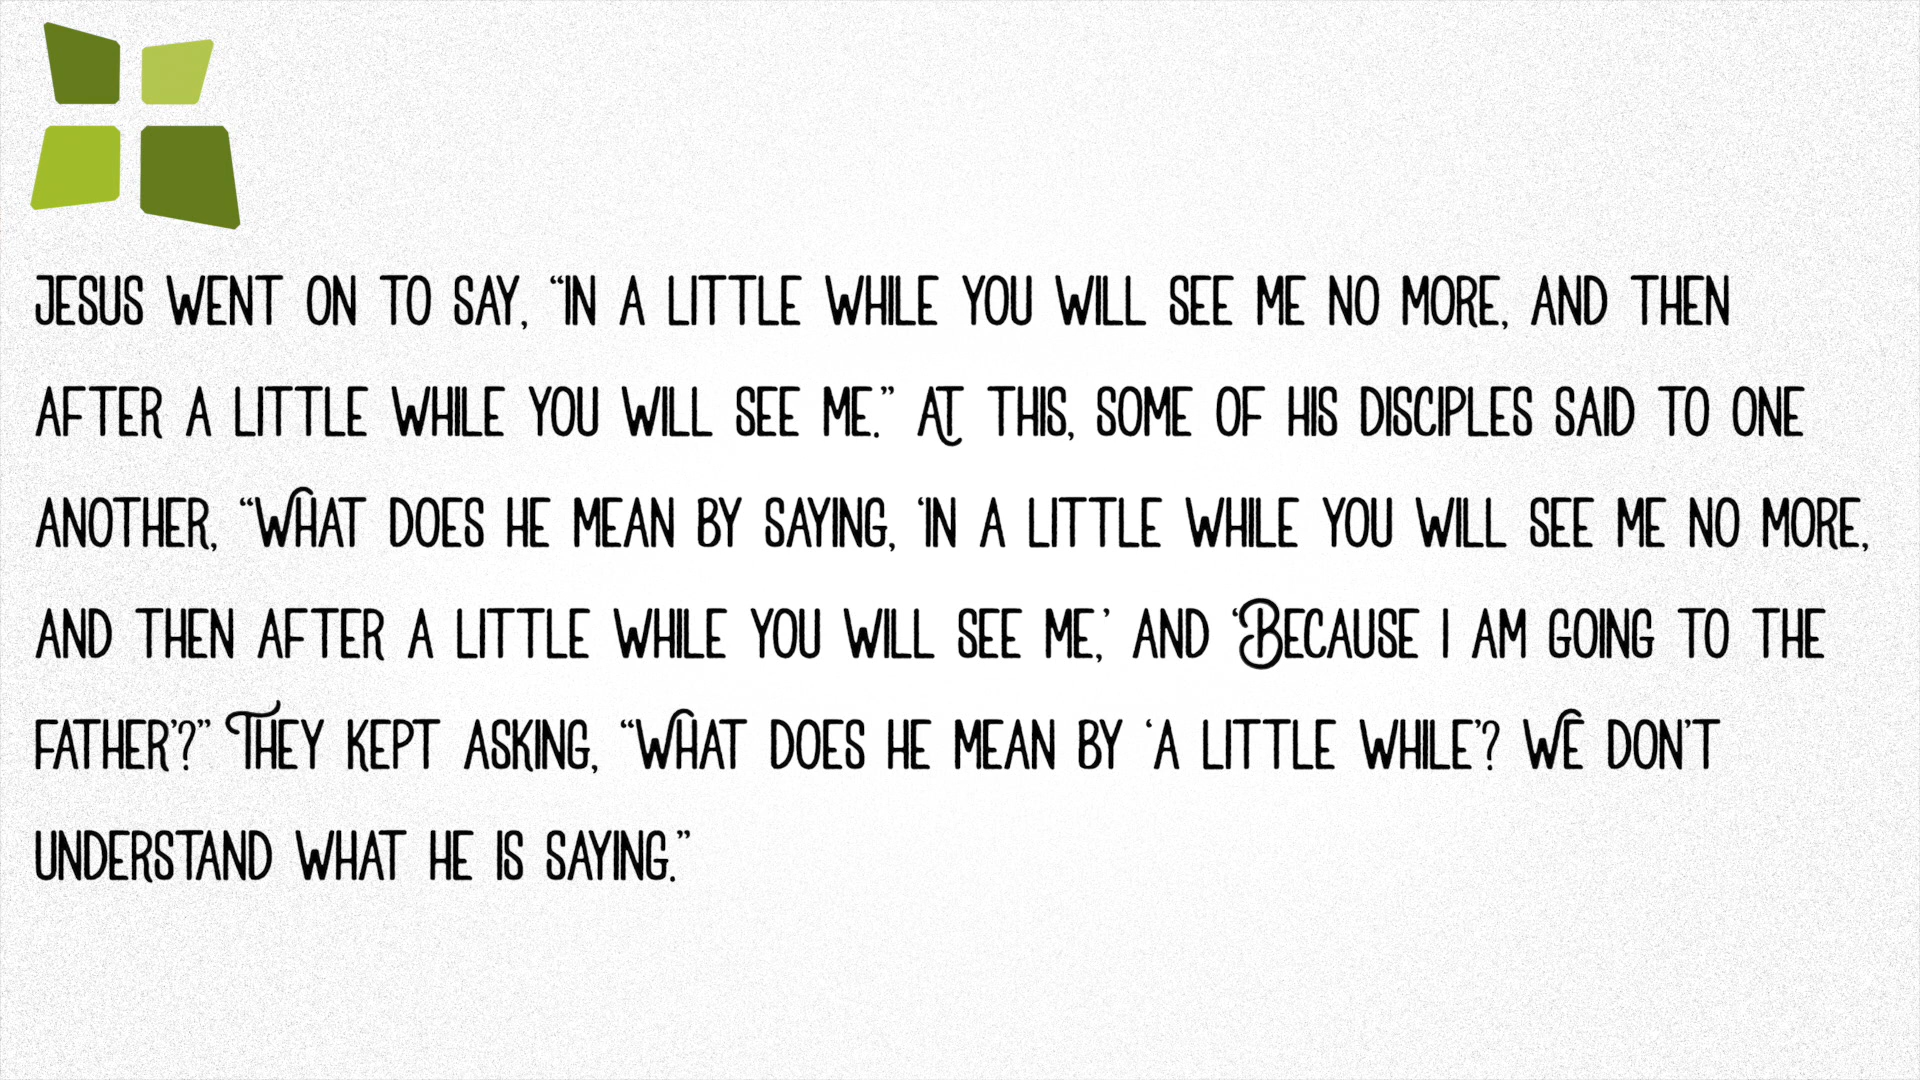 JESUS WENT ON TO SAY, “IN A LITTLE WHILE YOU WILL SEE ME NO MORE, AND THEN
AFTER A LITTLE WHILE YOU WILL SEE ME.” AT THIS, SOME OF HIS DISCIPLES SAID TO ONE
ANOTHER, “WHAT DOES HE MEAN BY SAYING, ‘IN A LITTLE WHILE YOU WILL SEE ME NO MORE,
AND THEN AFTER A LITTLE WHILE YOU WILL SEE ME,’ AND ‘BECAUSE I AM GOING TO THE
FATHER’?” THEY KEPT ASKING, “WHAT DOES HE MEAN BY ‘A LITTLE WHILE’? WE DON’T
UNDERSTAND WHAT HE IS SAYING.”